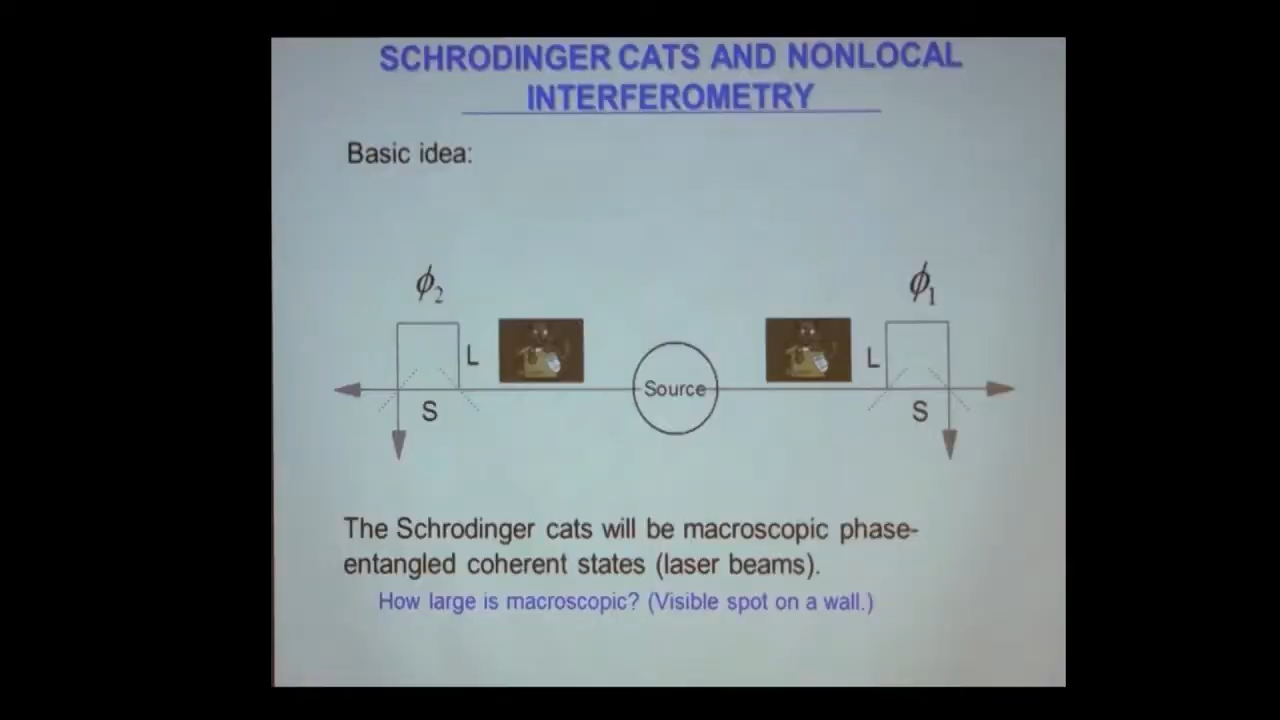 SCHRODINGER CATS AND NONLOCAL
INTERFEROMETRY
Basic idea:
ϕ2
ϕ1
L
L
Source
S
S
The Schrodinger cats will be macroscopic phase-
entangled coherent states (laser beams).
How large is macroscopic? (Visible spot on a wall.)